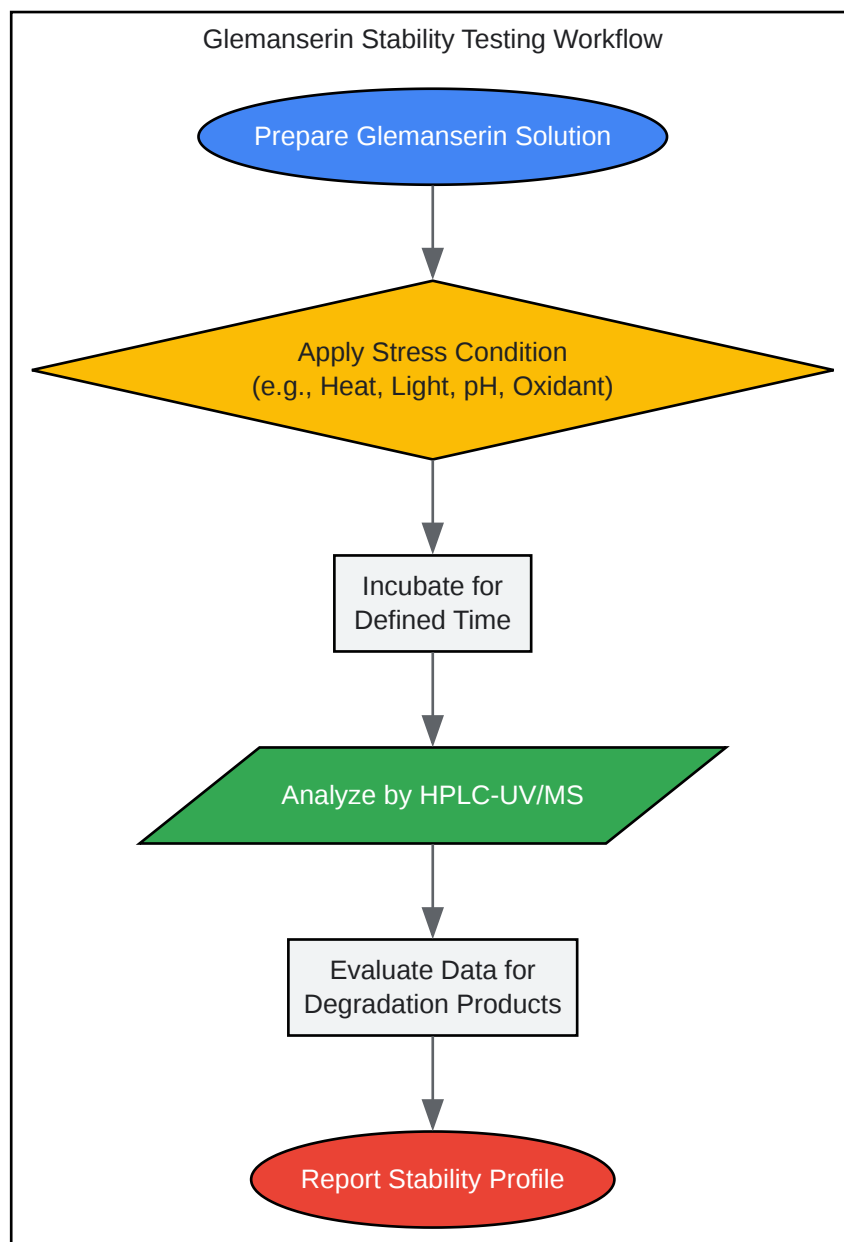 Glemanserin Stability Testing Workflow
Prepare Glemanserin Solution
Apply Stress Condition
(e.g., Heat, Light, pH, Oxidant)
Incubate for
Defined Time
Analyze by HPLC-UV/MS
Evaluate Data for
Degradation Products
Report Stability Profile